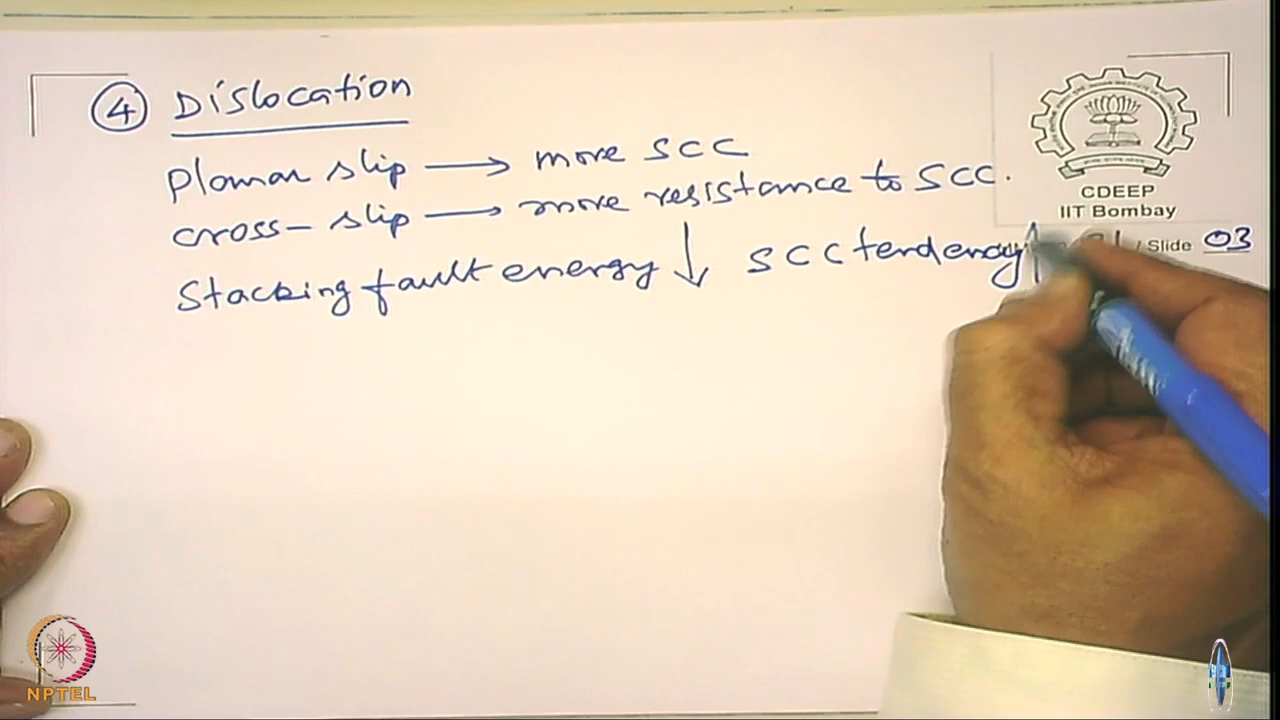 ④ Dislocation
Planar slip → more SCC
cross-slip → more resistance to SCC.
Stacking fault energy ↓ SCC tendency ↑
CDEEP
IIT Bombay
/ Slide 03
NPTEL